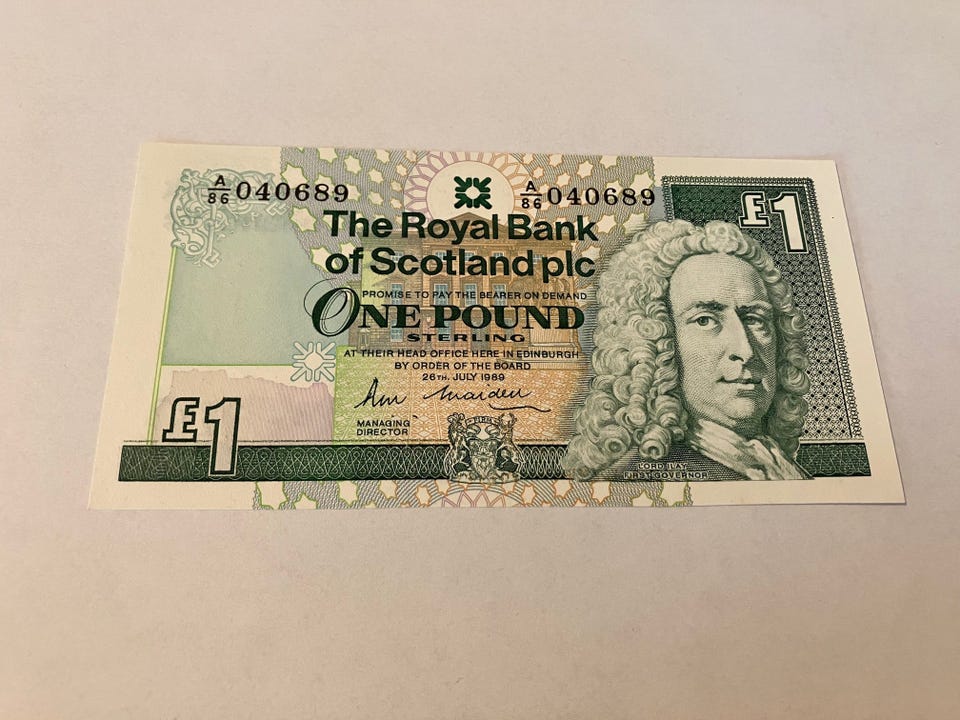 A/86 040689 A/86 040689
£1
The Royal Bank
of Scotland plc
PROMISE TO PAY THE BEARER ON DEMAND
ONE POUND
STERLING
AT THEIR HEAD OFFICE HERE IN EDINBURGH
BY ORDER OF THE BOARD
26TH. JULY 1989
MANAGING
DIRECTOR
£1
LORD ILAY
FIRST GOVERNOR